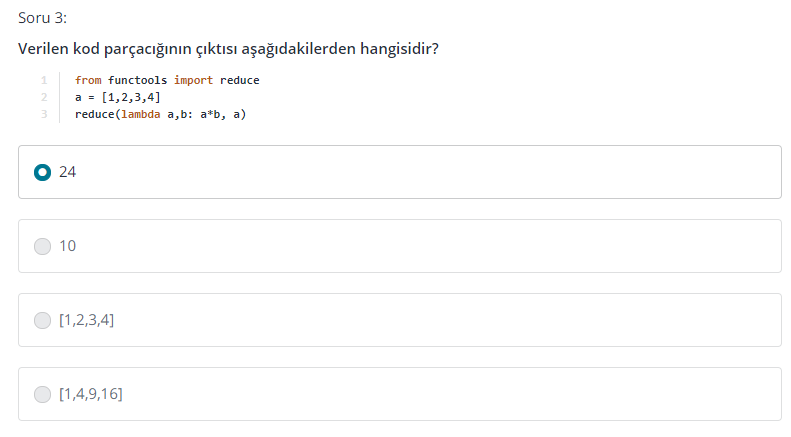 Soru 3:
Verilen kod parçacığının çıktısı aşağıdakilerden hangisidir?
1 from functools import reduce
2 a = [1,2,3,4]
3 reduce(lambda a,b: a*b, a)
24
10
[1,2,3,4]
[1,4,9,16]